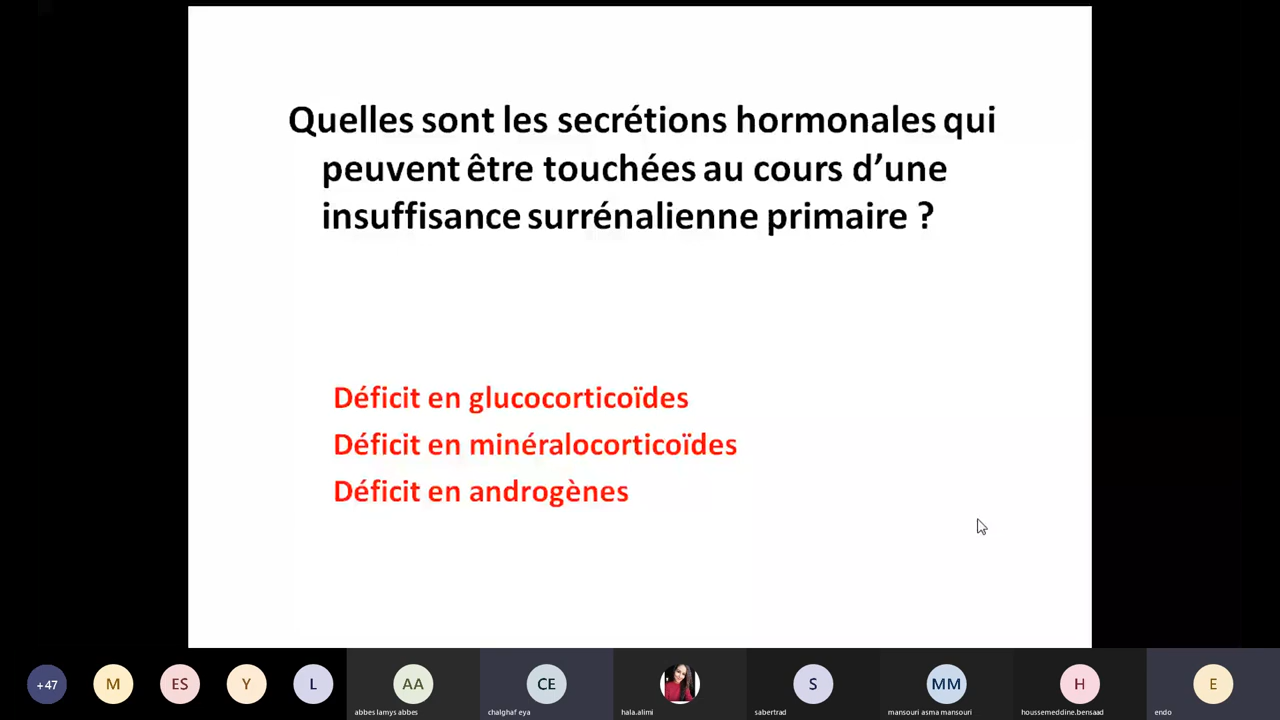 Quelles sont les secrétions hormonales qui
peuvent être touchées au cours d’une
insuffisance surrénalienne primaire ?
Déficit en glucocorticoïdes
Déficit en minéralocorticoïdes
Déficit en androgènes
+47
M
ES
Y
L
AA
CE
S
MM
H
E
abbes lamys abbes
chalghaf eya
hala.alimi
sabertrad
mansouri asma mansouri
houssemeddine.bensaad
endo